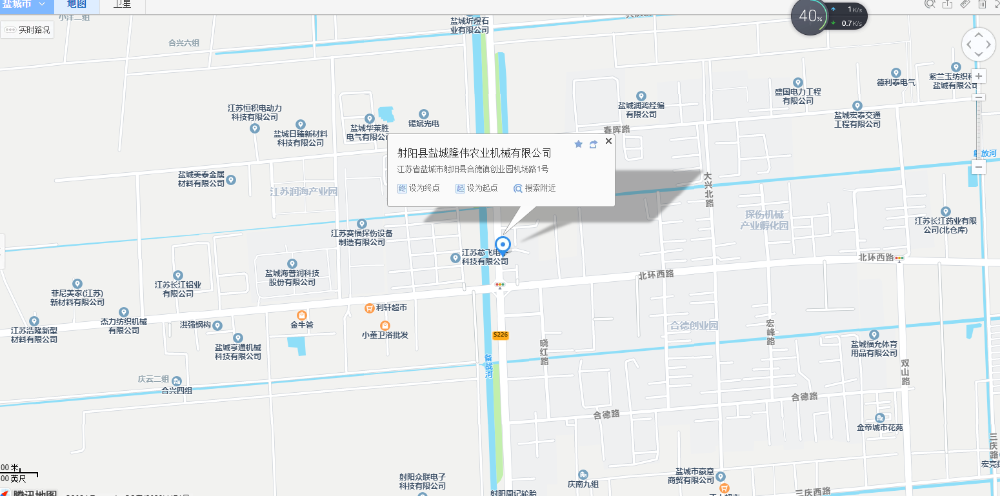 盐城市
地图
卫星
40%
1K/s
0.7K/s
实时路况
小洋二组
合兴六组
盐城圻煜石
业有限公司
江苏恒积电动力
科技有限公司
盐城日臻新材料
科技有限公司
盐城华莱胜
电气有限公司
锡斌光电
盐城润鸿经编
有限公司
盛国电力工程
有限公司
德利泰电气
紫兰玉纺织科
盐城有限公司
盐城宏泰交通
工程有限公司
春晖路
射阳县盐城隆伟农业机械有限公司
江苏省盐城市射阳县合德镇创业园机场路1号
终 设为终点
起 设为起点
搜索附近
解放河
盐城美泰金属
材料有限公司
江苏润海产业园
大兴北路
探伤机械
产业孵化园
江苏长江药业有限
公司(北仓库)
江苏赛福探伤设备
制造有限公司
江苏芯飞电子
科技有限公司
北环西路
北环西路
盐城海普润科技
股份有限公司
江苏长江铝业
有限公司
菲尼美家(江苏)
新材料有限公司
杰力纺织机械
有限公司
江苏浩隆新型
材料有限公司
洪强钢构
金牛管
利轩超市
小董卫浴批发
盐城亨通机械
科技有限公司
S226
合德创业园
宏峰路
晓红路
备战河
盐城福允体育
用品有限公司
双山路
庆云二组
合兴四组
合德路
合德路
金帝城市花苑
三庆路
宏亮探
00 米
00 英尺
腾讯地图
射阳众联电子
科技有限公司
射阳周记轮胎
庆南九组
盐城市豪意
商贸有限公司
三庆西路